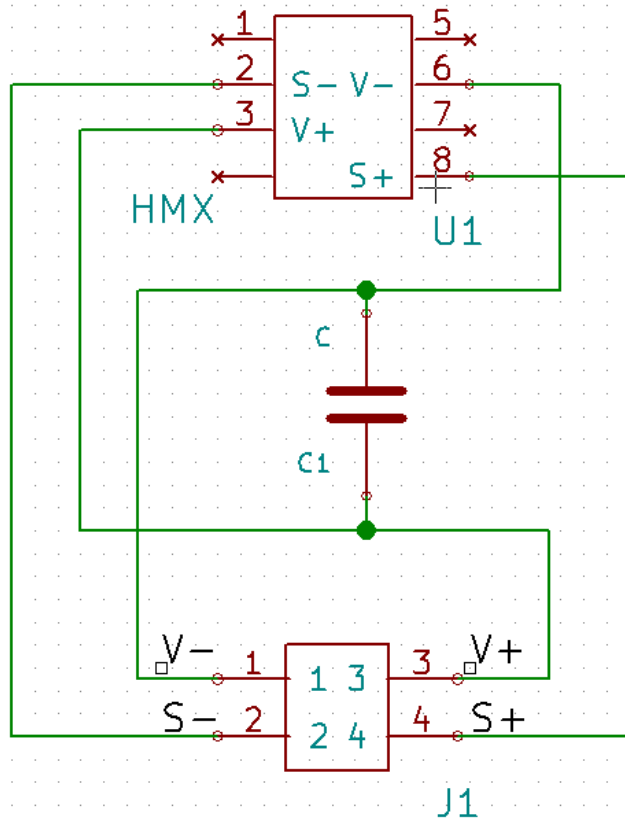 1 5
2 S- V- 6
3 V+ 7
S+ 8
HMX
U1
C
C1
V- 1 1 3 3 V+
S- 2 2 4 4 S+
J1